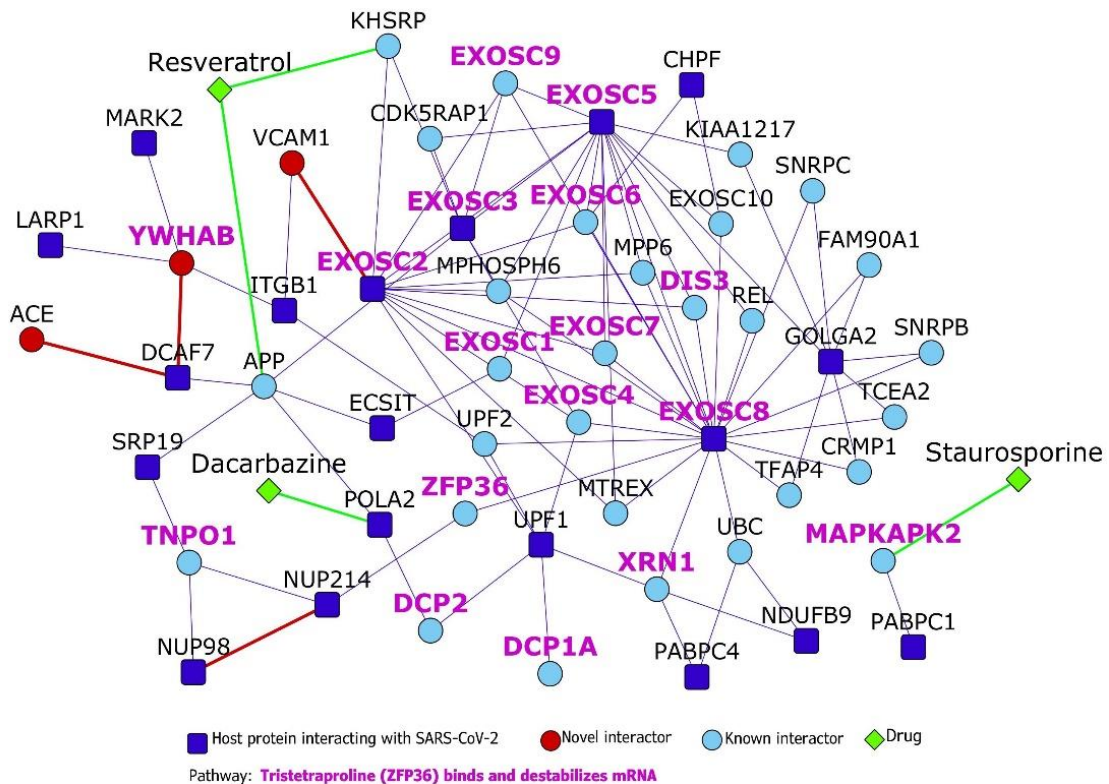 KHSRP
EXOSC9
CHPF
Resveratrol
EXOSC5
MARK2
CDK5RAP1
KIAA1217
VCAM1
SNRPC
EXOSC3
EXOSC6
EXOSC10
LARP1
YWHAB
FAM90A1
EXOSC2
MPHOSPH6
MPP6
DIS3
ITGB1
REL
ACE
EXOSC7
GOLGA2
SNRPB
DCAF7
APP
EXOSC1
TCEA2
ECSIT
UPF2
EXOSC4
EXOSC8
SRP19
CRMP1
Staurosporine
Dacarbazine
TFAP4
POLA2
ZFP36
MTREX
TNPO1
UPF1
UBC
MAPKAPK2
XRN1
NUP214
DCP2
NDUFB9
PABPC1
NUP98
DCP1A
PABPC4
Host protein interacting with SARS-CoV-2 Novel interactor Known interactor Drug
Pathway: Tristetraproline (ZFP36) binds and destabilizes mRNA